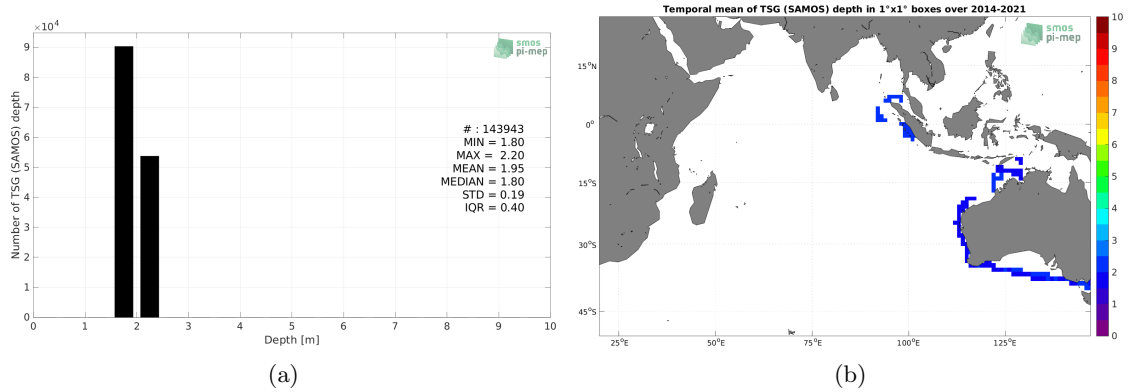 ×10⁴
9
8
7
6
5
4
3
2
1
0
Number of TSG (SAMOS) depth
0 1 2 3 4 5 6 7 8 9 10
Depth [m]
smos
pi-mep
# : 143943
MIN = 1.80
MAX = 2.20
MEAN = 1.95
MEDIAN = 1.80
STD = 0.19
IQR = 0.40
(a)
Temporal mean of TSG (SAMOS) depth in 1°x1° boxes over 2014-2021
smos
pi-mep
15°N
0°
15°S
30°S
45°S
25°E 50°E 75°E 100°E 125°E
10
9
8
7
6
5
4
3
2
1
0
(b)